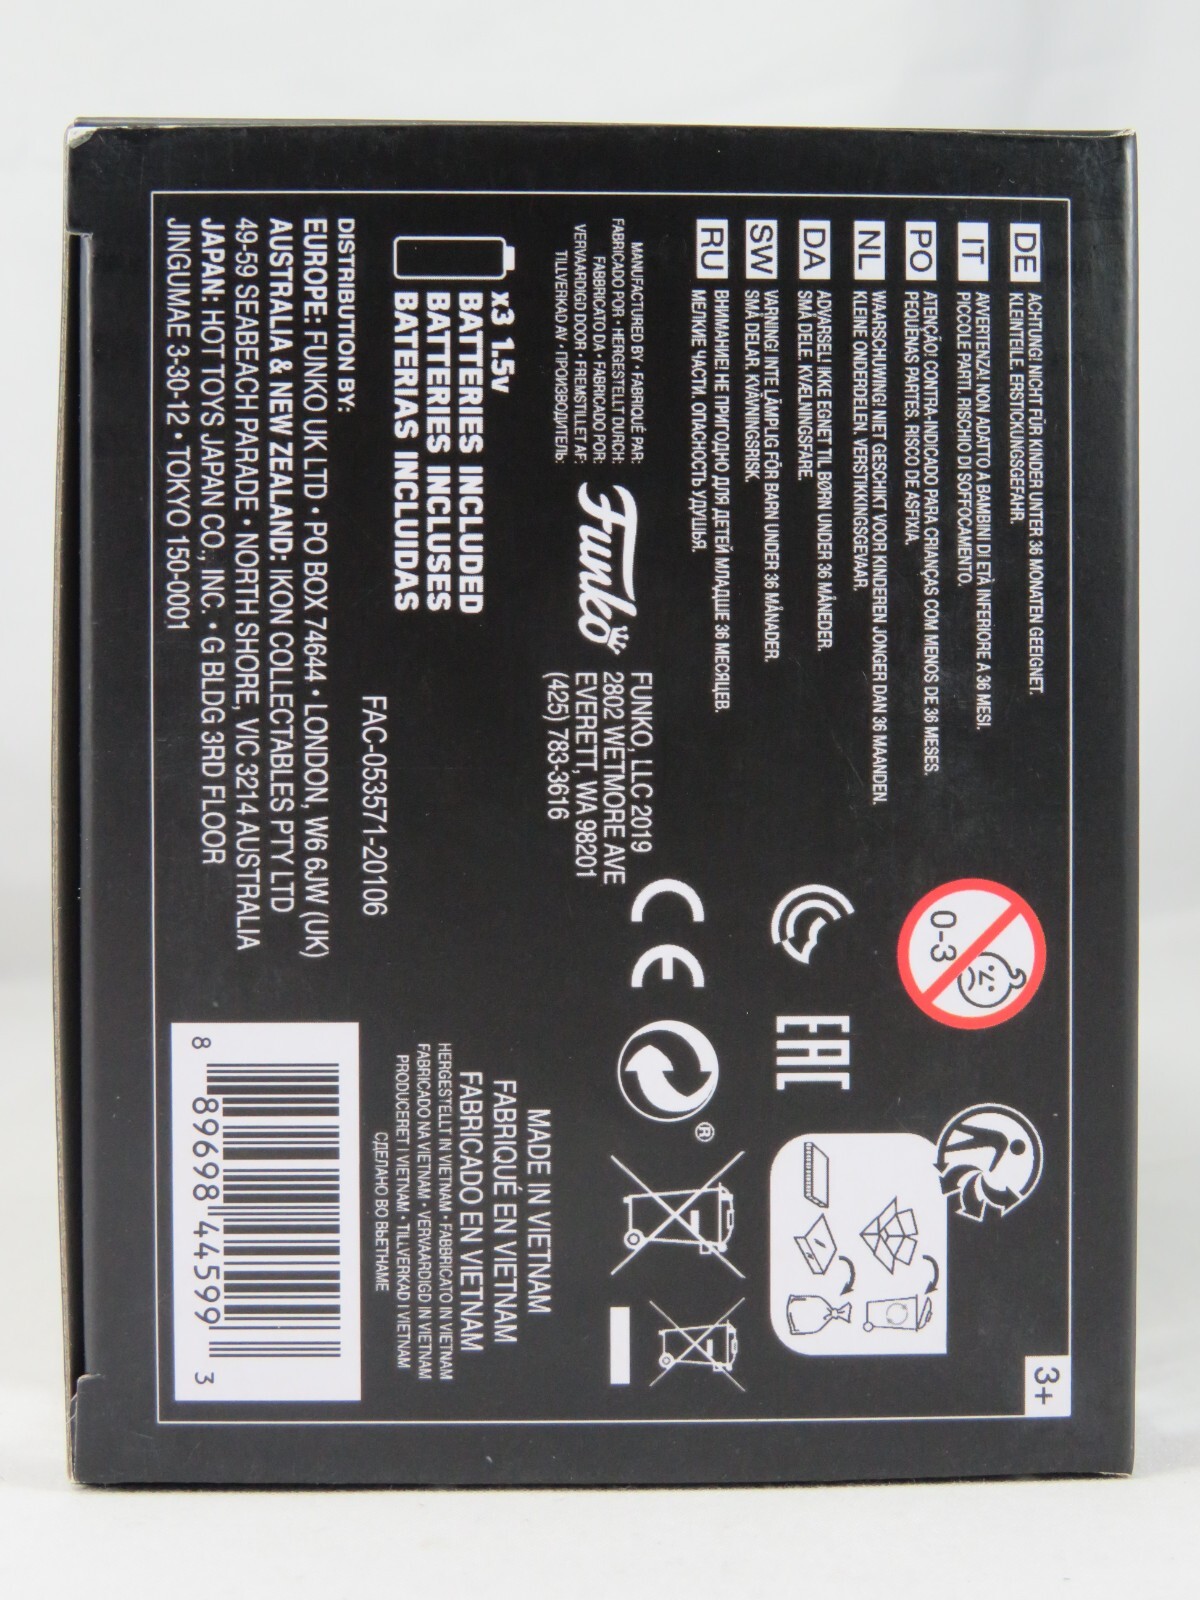 3+
DE ACHTUNG! NICHT FÜR KINDER UNTER 36 MONATEN GEEIGNET.
KLEINTEILE. ERSTICKUNGSGEFAHR.
IT AVVERTENZA! NON ADATTO A BAMBINI DI ETÀ INFERIORE A 36 MESI.
PICCOLE PARTI. RISCHIO DI SOFFOCAMENTO.
PO ATENÇÃO! CONTRA-INDICADO PARA CRIANÇAS COM MENOS DE 36 MESES.
PEQUENAS PARTES. RISCO DE ASFIXIA.
NL WAARSCHUWING! NIET GESCHIKT VOOR KINDEREN JONGER DAN 36 MAANDEN.
KLEINE ONDERDELEN. VERSTIKKINGSGEVAAR.
DA ADVARSEL! IKKE EGNET TIL BØRN UNDER 36 MÅNEDER.
SMÅ DELE. KVÆLNINGSFARE.
SW VARNING! INTE LÄMPLIG FÖR BARN UNDER 36 MÅNADER.
SMÅ DELAR. KVÄVNINGSRISK.
RU ВНИМАНИЕ! НЕ ПРИГОДНО ДЛЯ ДЕТЕЙ МЛАДШЕ 36 МЕСЯЦЕВ.
МЕЛКИЕ ЧАСТИ. ОПАСНОСТЬ УДУШЬЯ.
0-3
EAC
CE
®
MANUFACTURED BY • FABRIQUÉ PAR:
FABRICADO POR • HERGESTELLT DURCH:
FABBRICATO DA • FABRICADO POR:
VERVAARDIGD DOOR • FREMSTILLET AF:
TILLVERKAD AV • ПРОИЗВОДИТЕЛЬ:
Funko
FUNKO, LLC 2019
2802 WETMORE AVE
EVERETT, WA 98201
(425) 783-3616
x3 1.5v
BATTERIES INCLUDED
BATTERIES INCLUSES
BATERIAS INCLUIDAS
MADE IN VIETNAM
FABRIQUÉ EN VIETNAM
FABRICADO EN VIETNAM
HERGESTELLT IN VIETNAM • FABBRICATO IN VIETNAM
FABRICADO NA VIETNAM • VERVAARDIGD IN VIETNAM
PRODUCERET I VIETNAM • TILLVERKAD I VIETNAM
СДЕЛАНО ВО ВЬЕТНАМЕ
FAC-053571-20106
DISTRIBUTION BY:
EUROPE: FUNKO UK LTD • PO BOX 74644 • LONDON, W6 6JW (UK)
AUSTRALIA & NEW ZEALAND: IKON COLLECTABLES PTY LTD
49-59 SEABEACH PARADE • NORTH SHORE, VIC 3214 AUSTRALIA
JAPAN: HOT TOYS JAPAN CO., INC. • G BLDG 3RD FLOOR
JINGUMAE 3-30-12 • TOKYO 150-0001
8 89698 44599 3